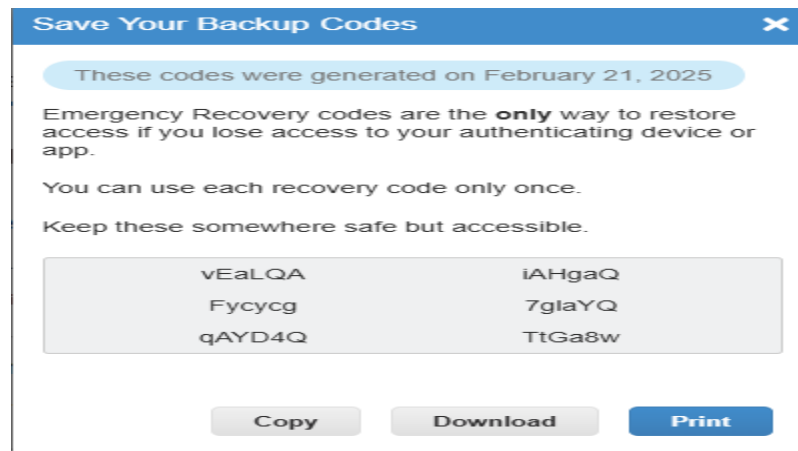 Save Your Backup Codes
These codes were generated on February 21, 2025
Emergency Recovery codes are the only way to restore
access if you lose access to your authenticating device or
app.
You can use each recovery code only once.
Keep these somewhere safe but accessible.
vEaLQA iAHgaQ
Fycycg 7glaYQ
qAYD4Q TtGa8w
Copy Download Print